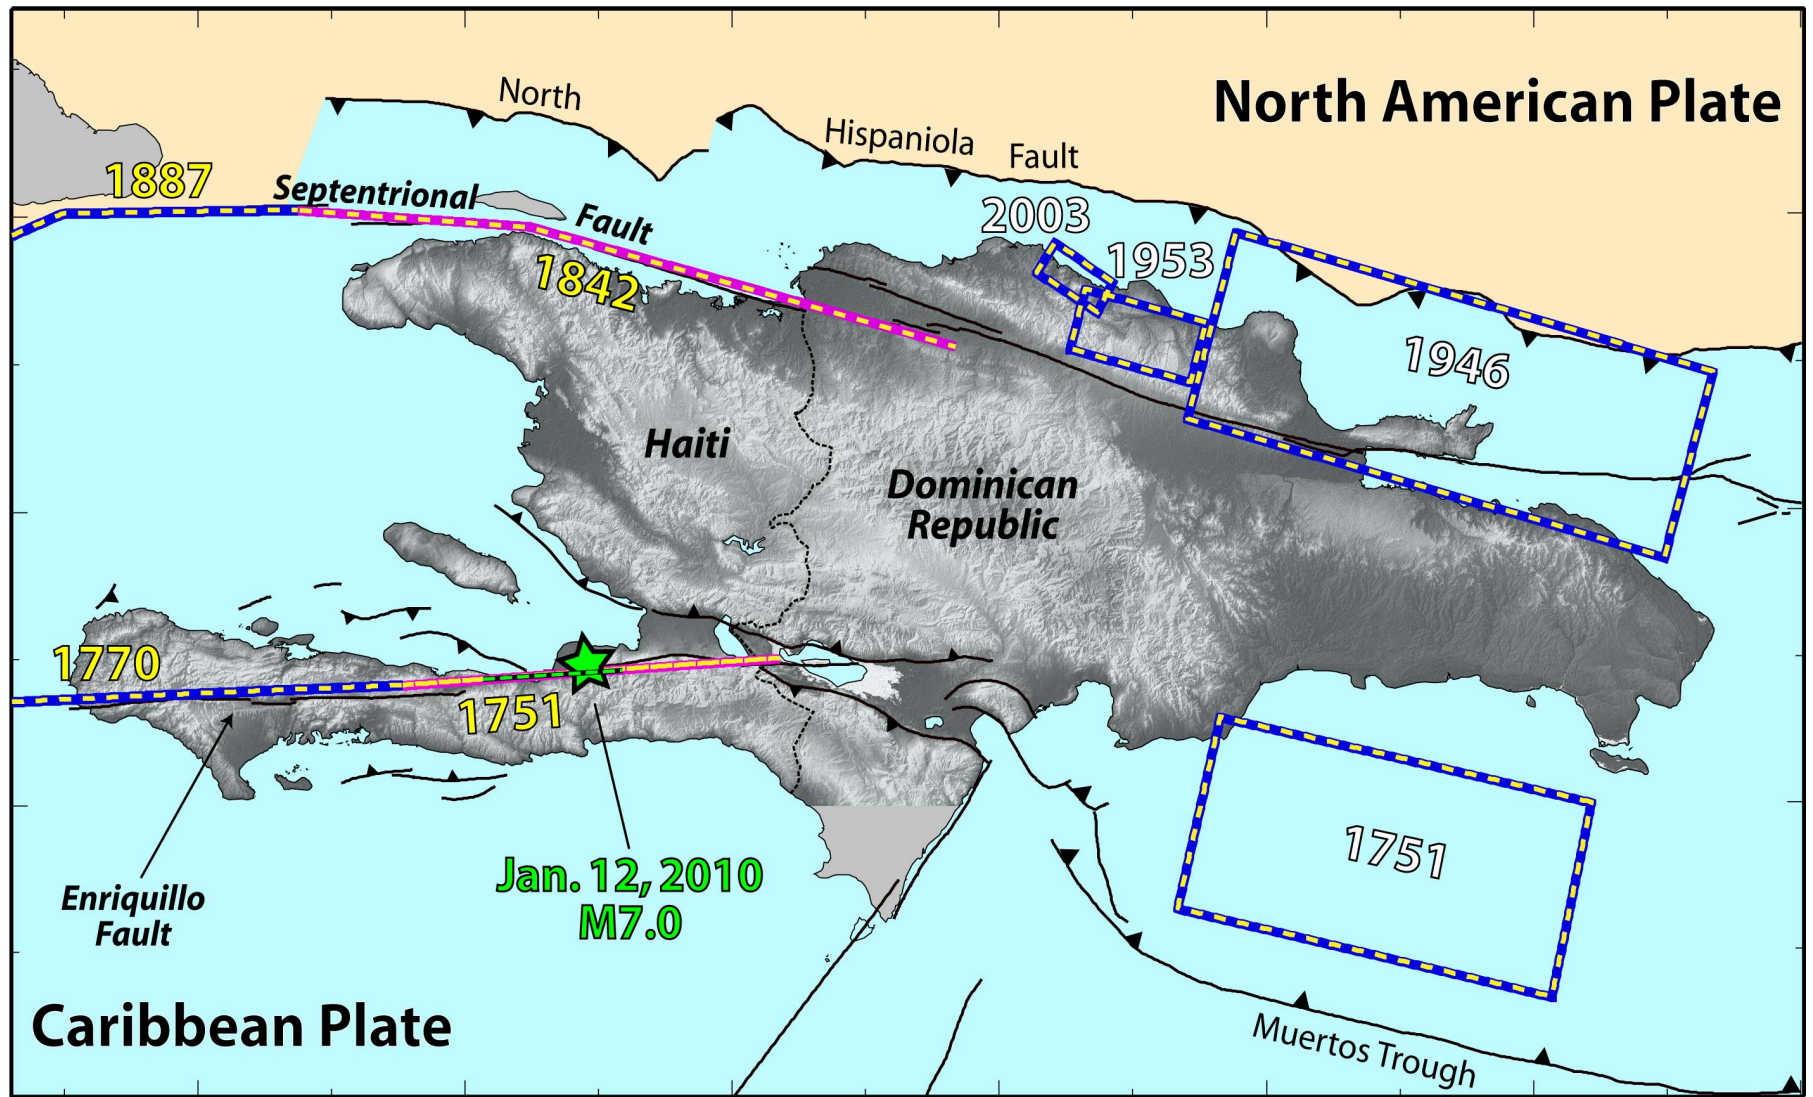 North
North American Plate
Hispaniola
Fault
1887
Septentrional
Fault
2003
1953
1842
1946
Haiti
Dominican
Republic
1770
1751
Jan. 12, 2010
M7.0
1751
Enriquillo
Fault
Caribbean Plate
Muertos Trough